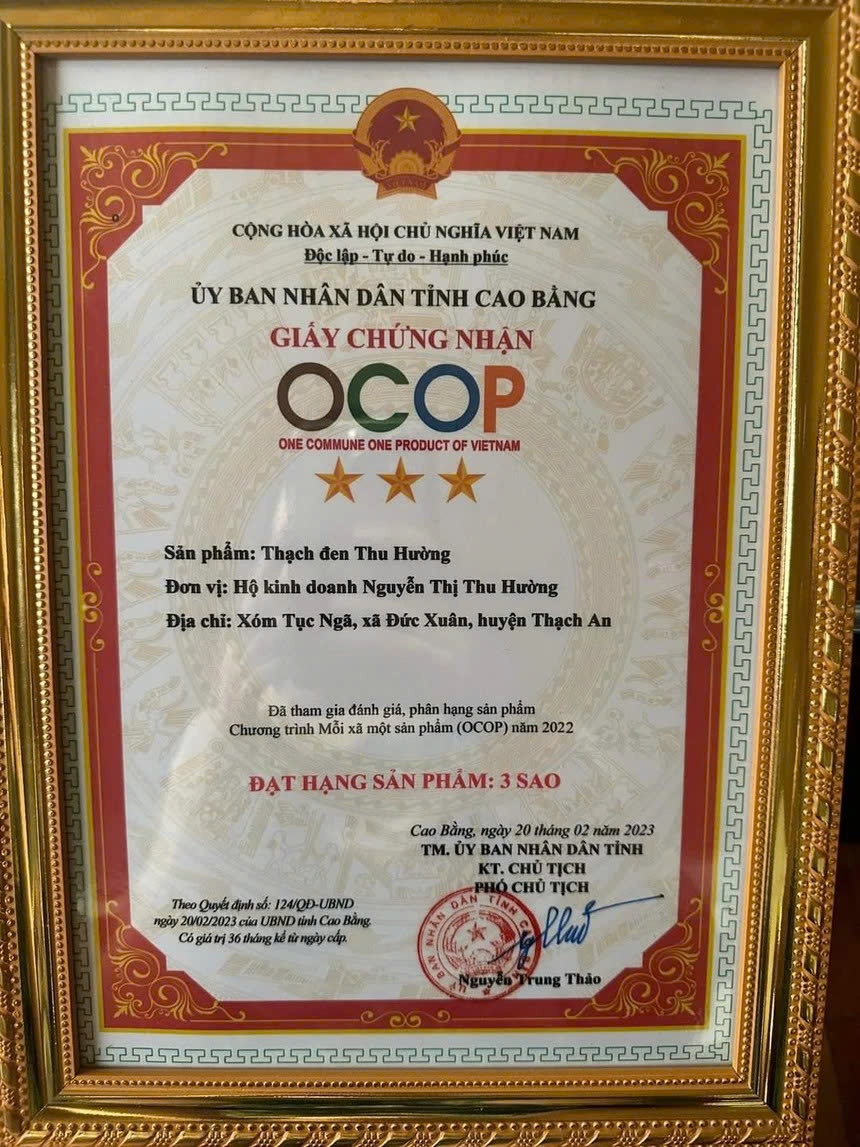 CỘNG HÒA XÃ HỘI CHỦ NGHĨA VIỆT NAM
Độc lập - Tự do - Hạnh phúc
ỦY BAN NHÂN DÂN TỈNH CAO BẰNG
GIẤY CHỨNG NHẬN
OCOP
ONE COMMUNE ONE PRODUCT OF VIETNAM
Sản phẩm: Thạch đen Thu Hường
Đơn vị: Hộ kinh doanh Nguyễn Thị Thu Hường
Địa chỉ: Xóm Tục Ngã, xã Đức Xuân, huyện Thạch An
Đã tham gia đánh giá, phân hạng sản phẩm
Chương trình Mỗi xã một sản phẩm (OCOP) năm 2022
ĐẠT HẠNG SẢN PHẨM: 3 SAO
Cao Bằng, ngày 20 tháng 02 năm 2023
TM. ỦY BAN NHÂN DÂN TỈNH
KT. CHỦ TỊCH
PHÓ CHỦ TỊCH
Theo Quyết định số: 124/QĐ-UBND
ngày 20/02/2023 của UBND tỉnh Cao Bằng.
Có giá trị 36 tháng kể từ ngày cấp.
BAN NHÂN DÂN TỈNH
Nguyễn Trung Thảo